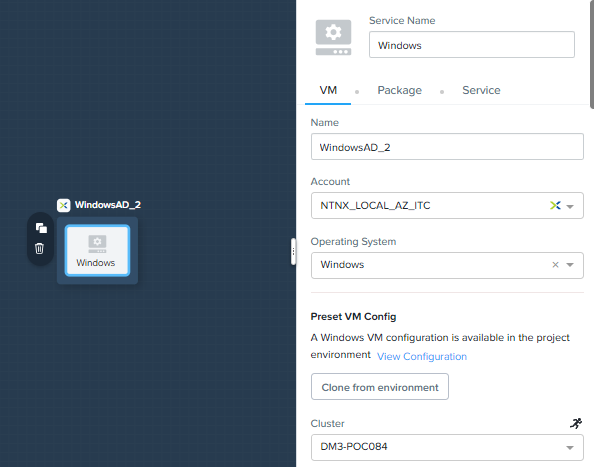 WindowsAD_2
Windows
Service Name
Windows
VM
Package
Service
Name
WindowsAD_2
Account
NTNX_LOCAL_AZ_ITC
Operating System
Windows
Preset VM Config
A Windows VM configuration is available in the project
environment View Configuration
Clone from environment
Cluster
DM3-POC084